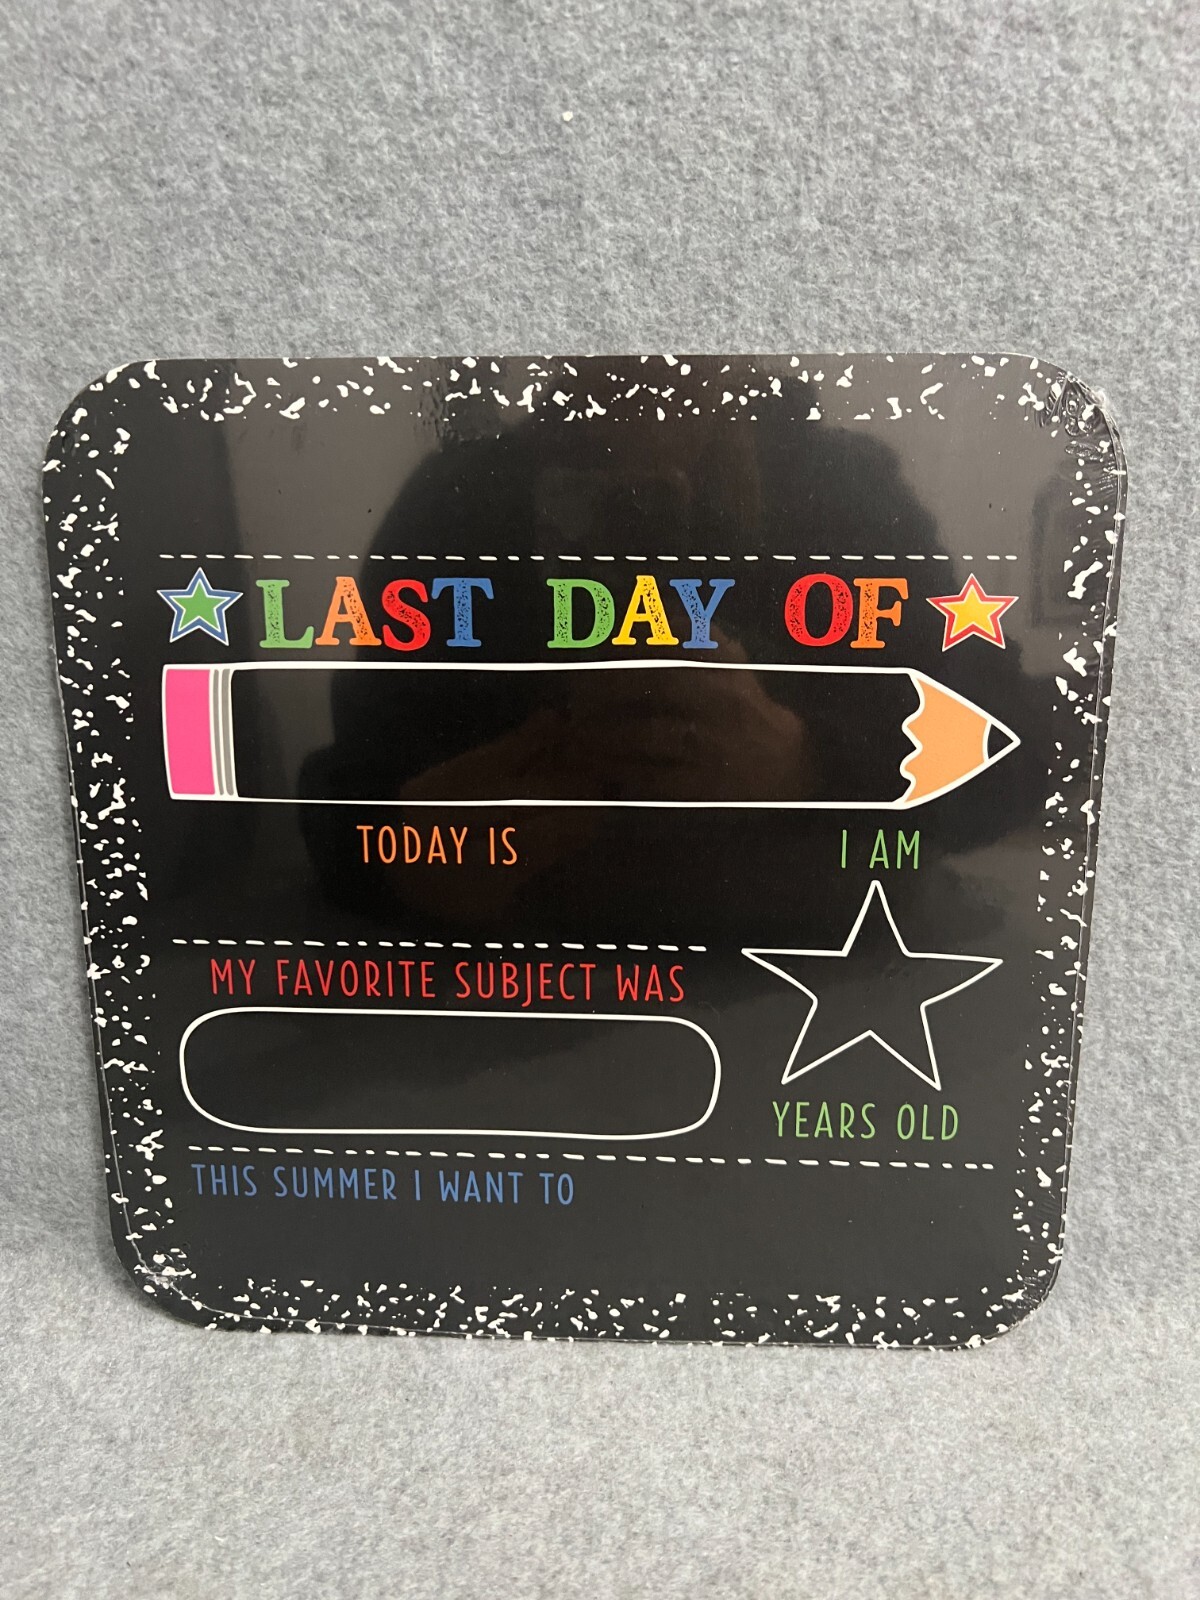 LAST DAY OF
TODAY IS
I AM
MY FAVORITE SUBJECT WAS
YEARS OLD
THIS SUMMER I WANT TO